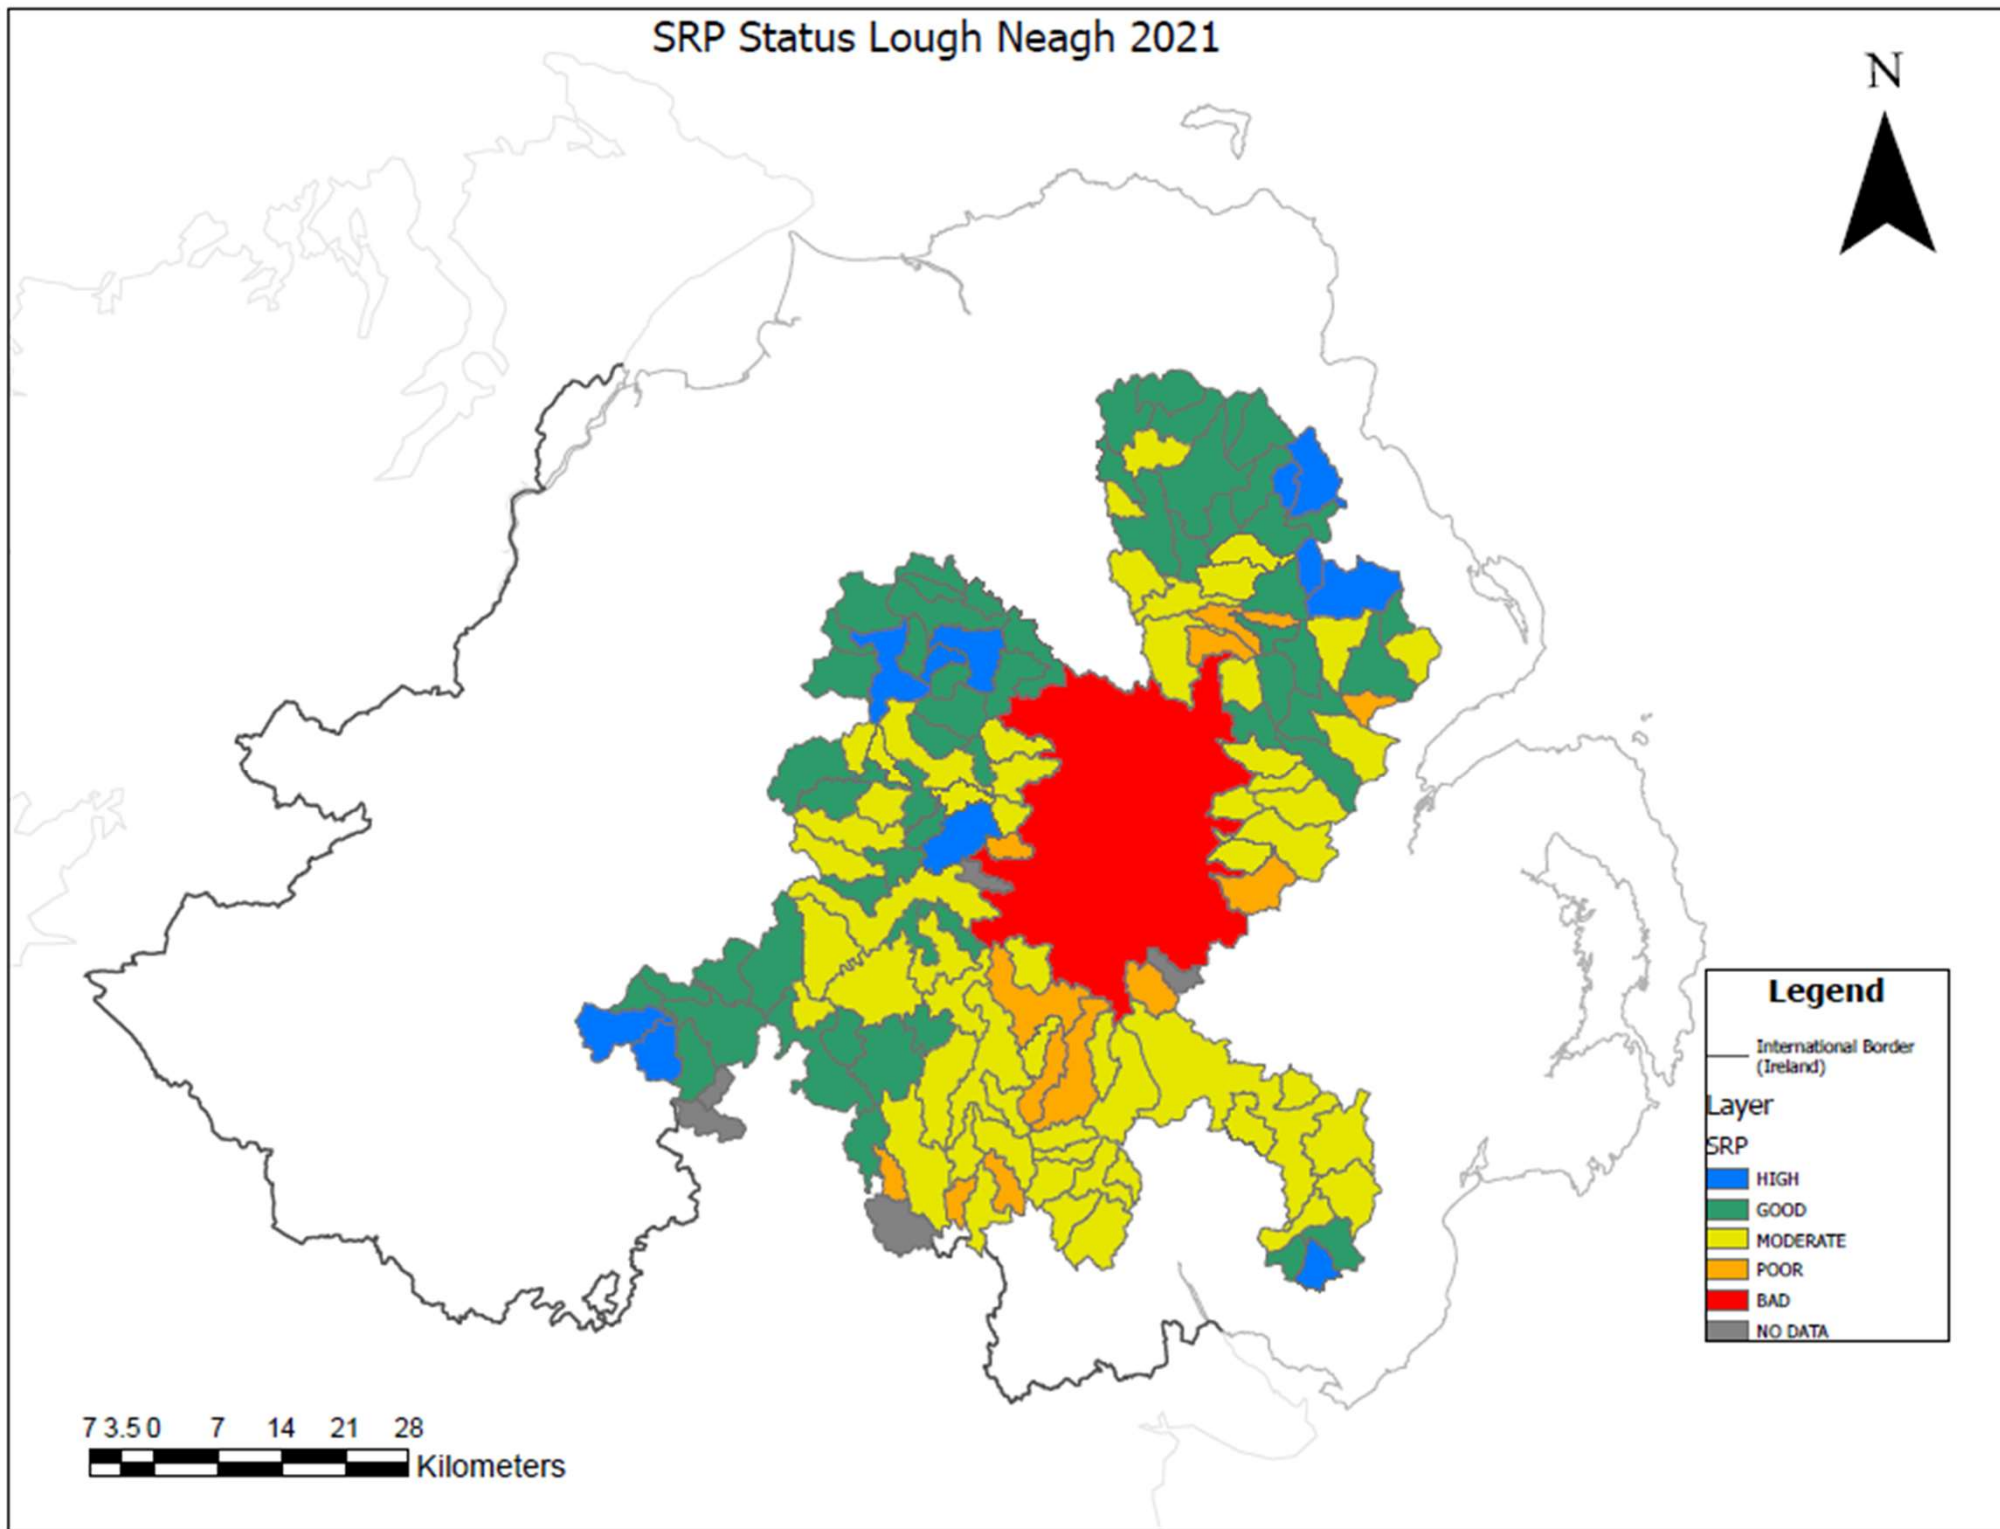 SRP Status Lough Neagh 2021
N
Legend
International Border
(Ireland)
Layer
SRP
HIGH
GOOD
MODERATE
POOR
BAD
NO DATA
7 3.5 0 7 14 21 28
Kilometers